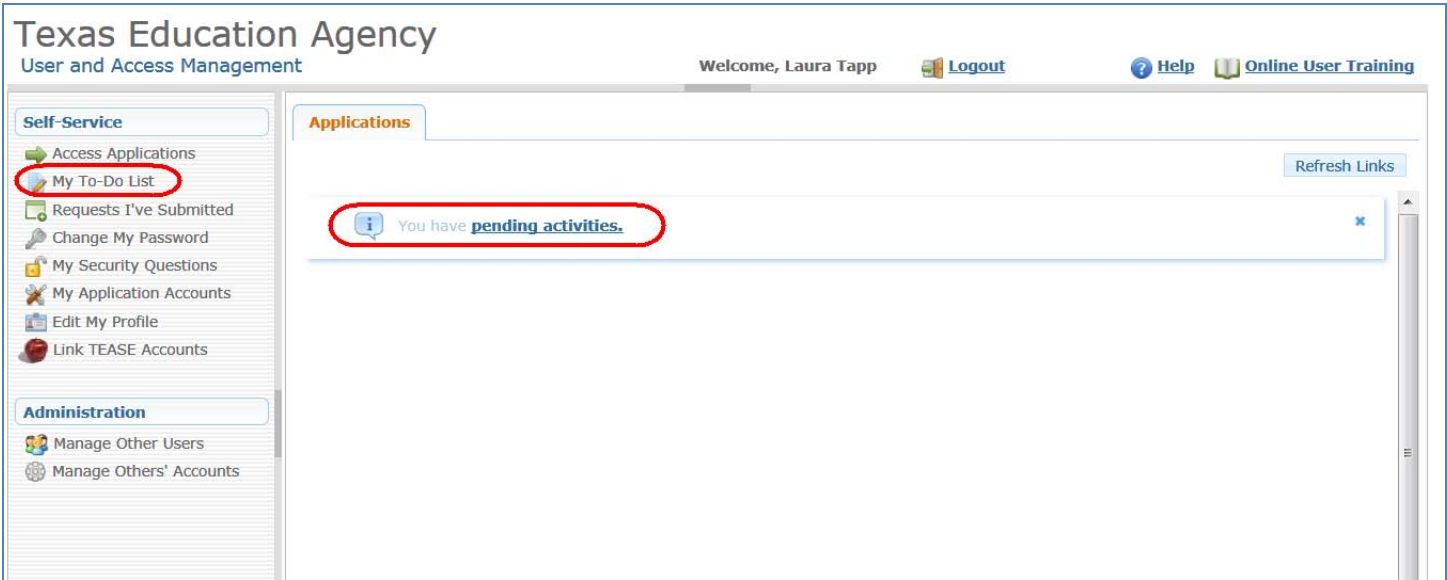 Texas Education Agency
User and Access Management
Welcome, Laura Tapp
Logout
Help
Online User Training
Self-Service
Access Applications
My To-Do List
Requests I've Submitted
Change My Password
My Security Questions
My Application Accounts
Edit My Profile
Link TEASE Accounts
Administration
Manage Other Users
Manage Others' Accounts
Applications
Refresh Links
You have pending activities.